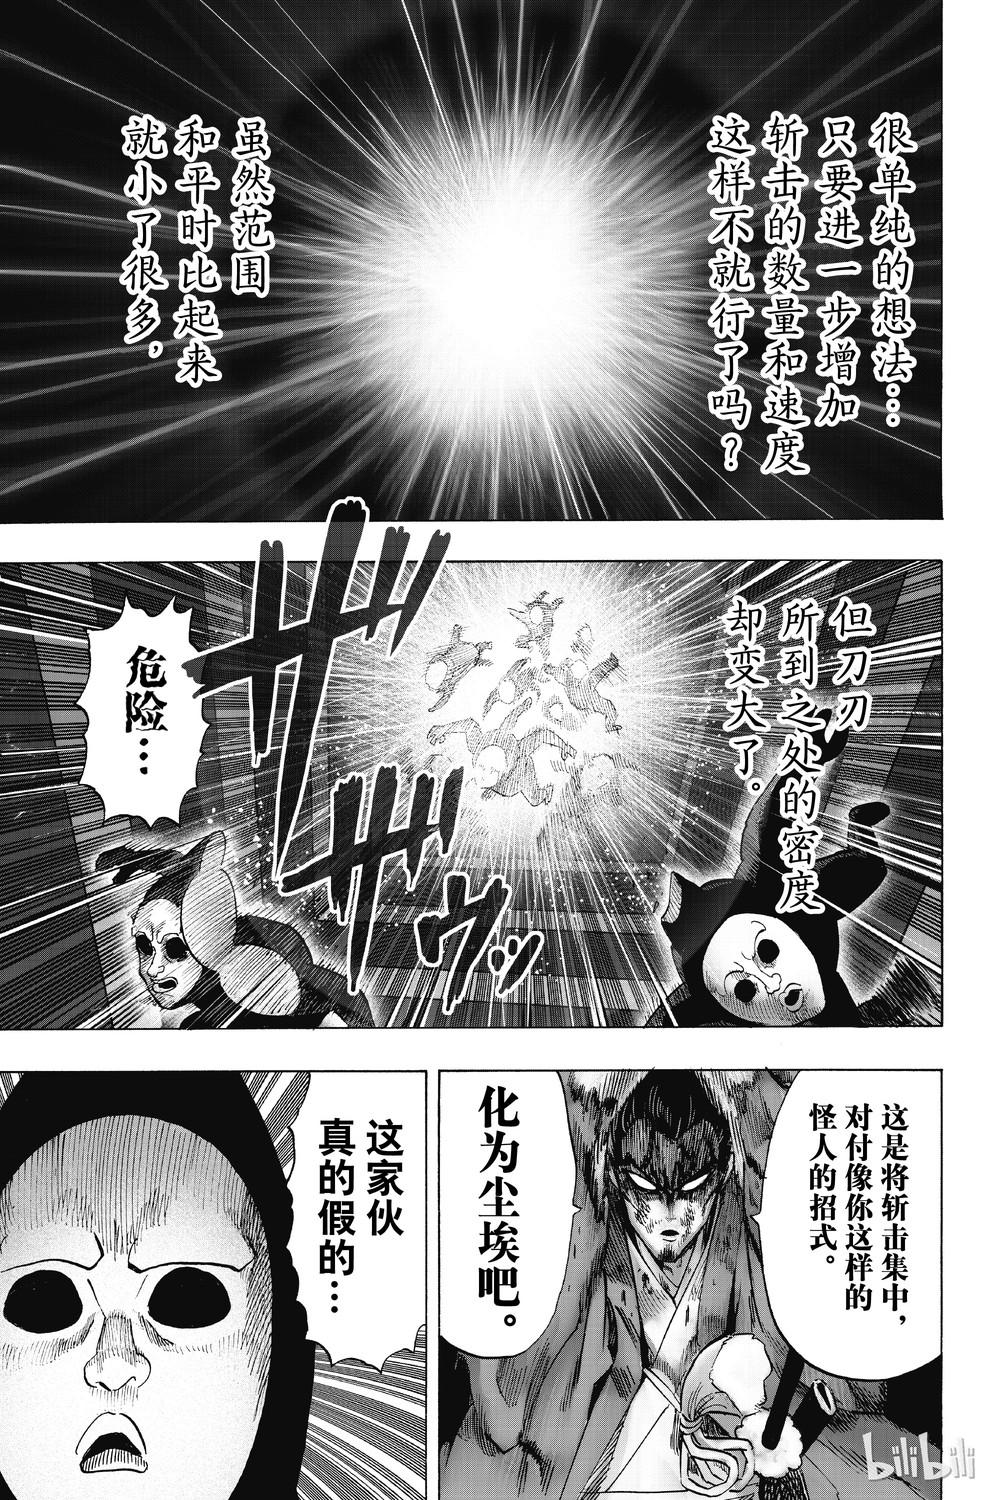 很单纯的想法…
只要进一步增加
斩击的数量和速度
这样不就行了吗？
虽然范围
和平时比起来
就小了很多，
但刀刃
所到之处的密度
却变大了。
危险…
ザザザッ
这是将斩击集中，
对付像你这样的
怪人的招式。
化为尘埃吧。
这家伙
真的假的…
bilibili